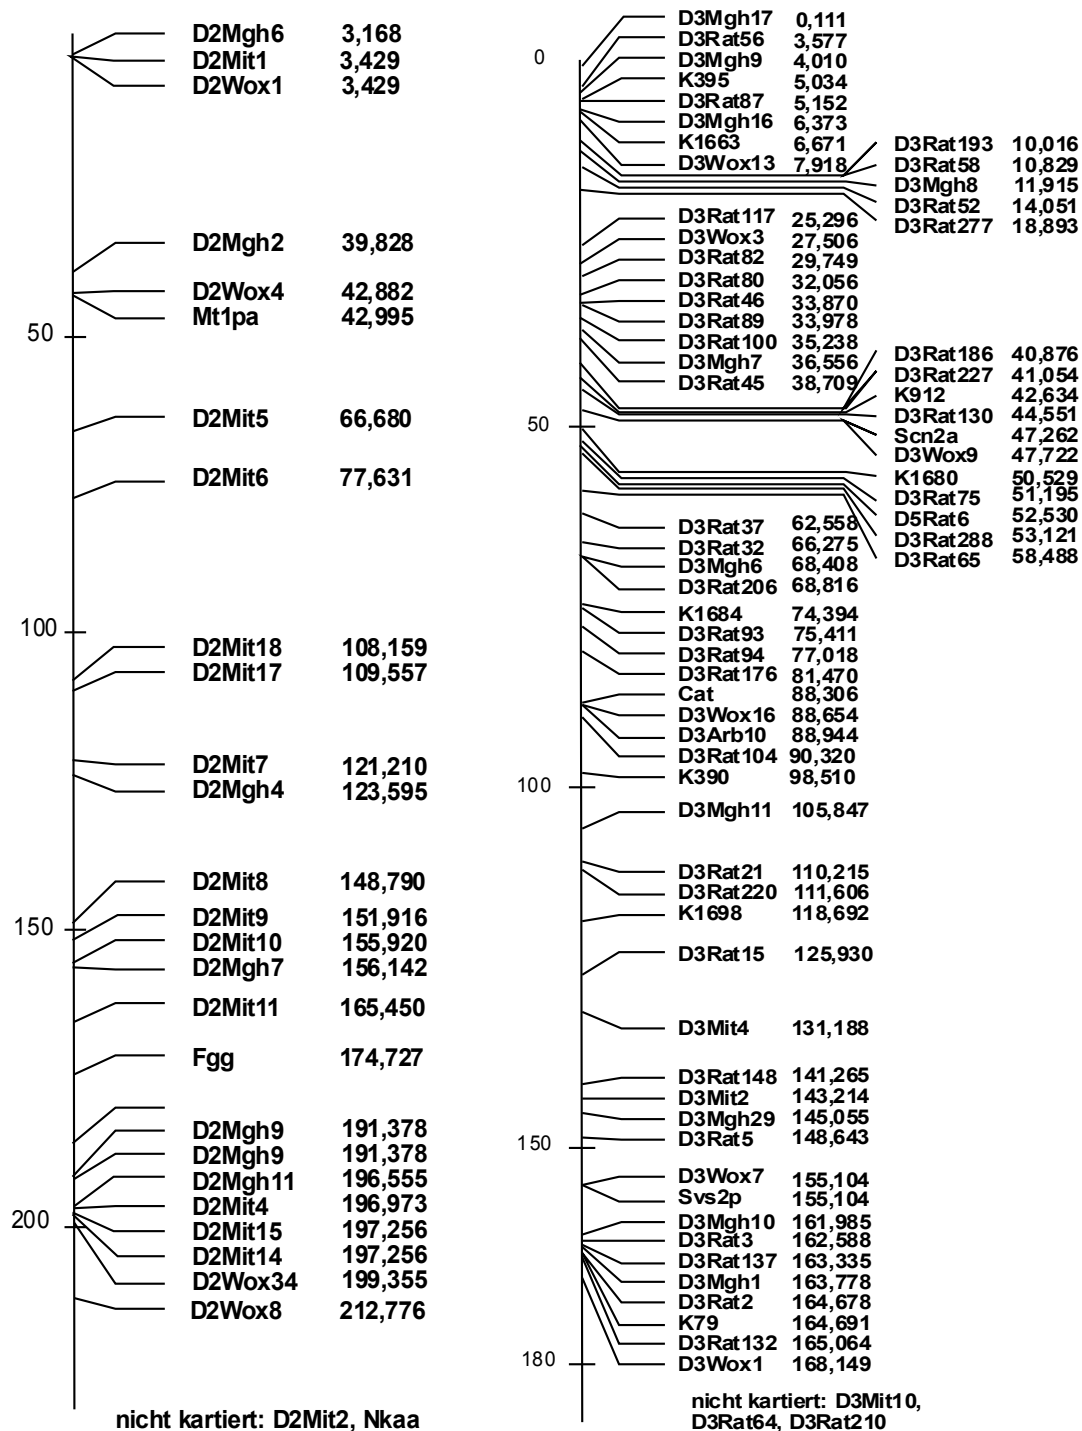 D2Mgh6 3,168
D2Mit1 3,429
D2Wox1 3,429
D2Mgh2 39,828
D2Wox4 42,882
Mt1pa 42,995
50
D2Mit5 66,680
D2Mit6 77,631
100
D2Mit18 108,159
D2Mit17 109,557
D2Mit7 121,210
D2Mgh4 123,595
D2Mit8 148,790
D2Mit9 151,916
150
D2Mit10 155,920
D2Mgh7 156,142
D2Mit11 165,450
Fgg 174,727
D2Mgh9 191,378
D2Mgh9 191,378
D2Mgh11 196,555
D2Mit4 196,973
200
D2Mit15 197,256
D2Mit14 197,256
D2Wox34 199,355
D2Wox8 212,776
nicht kartiert: D2Mit2, Nkaa
D3Mgh17 0,111
D3Rat56 3,577
0
D3Mgh9 4,010
K395 5,034
D3Rat87 5,152
D3Mgh16 6,373
K1663 6,671
D3Wox13 7,918
D3Rat193 10,016
D3Rat58 10,829
D3Mgh8 11,915
D3Rat52 14,051
D3Rat277 18,893
D3Rat117 25,296
D3Wox3 27,506
D3Rat82 29,749
D3Rat80 32,056
D3Rat46 33,870
D3Rat89 33,978
D3Rat100 35,238
D3Mgh7 36,556
D3Rat45 38,709
D3Rat186 40,876
D3Rat227 41,054
K912 42,634
D3Rat130 44,551
50
Scn2a 47,262
D3Wox9 47,722
K1680 50,529
D3Rat75 51,195
D5Rat6 52,530
D3Rat288 53,121
D3Rat65 58,488
D3Rat37 62,558
D3Rat32 66,275
D3Mgh6 68,408
D3Rat206 68,816
K1684 74,394
D3Rat93 75,411
D3Rat94 77,018
D3Rat176 81,470
Cat 88,306
D3Wox16 88,654
D3Arb10 88,944
D3Rat104 90,320
K390 98,510
100
D3Mgh11 105,847
D3Rat21 110,215
D3Rat220 111,606
K1698 118,692
D3Rat15 125,930
D3Mit4 131,188
D3Rat148 141,265
D3Mit2 143,214
D3Mgh29 145,055
D3Rat5 148,643
150
D3Wox7 155,104
Svs2p 155,104
D3Mgh10 161,985
D3Rat3 162,588
D3Rat137 163,335
D3Mgh1 163,778
D3Rat2 164,678
K79 164,691
D3Rat132 165,064
180
D3Wox1 168,149
nicht kartiert: D3Mit10,
D3Rat64, D3Rat210